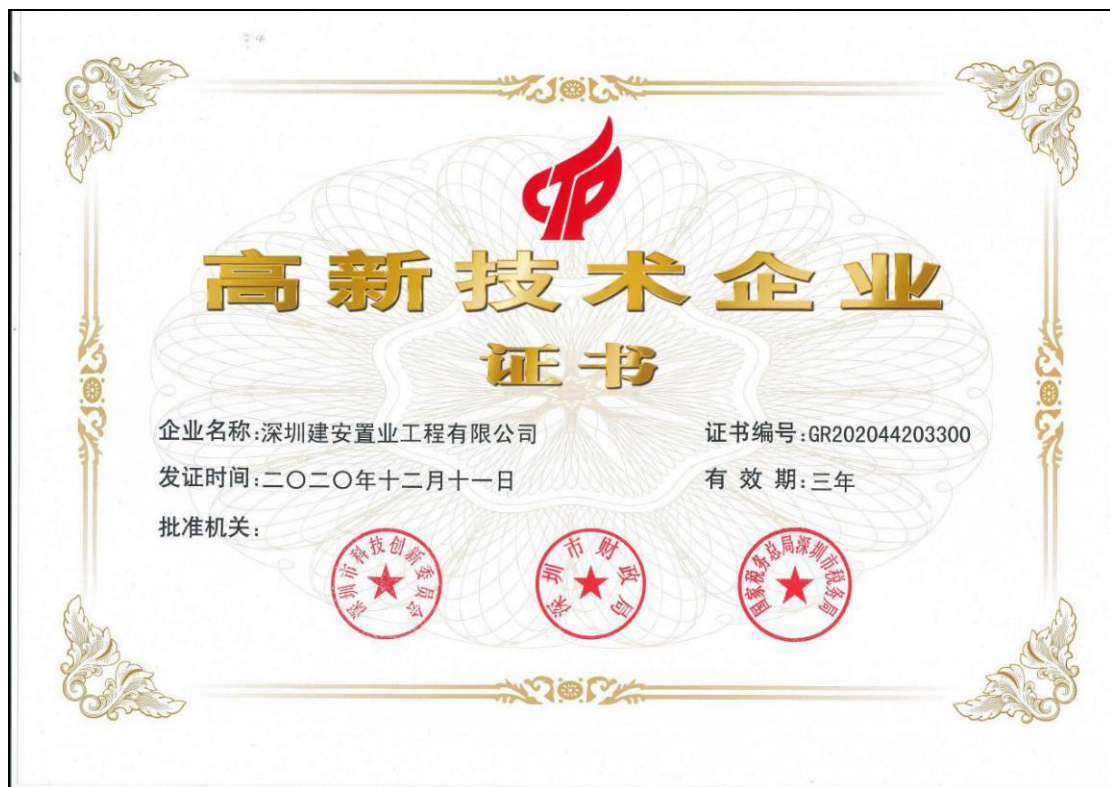 高新技术企业
证书
企业名称:深圳建安置业工程有限公司
证书编号:GR202044203300
发证时间:二〇二〇年十二月十一日
有 效 期:三年
批准机关:
深圳市科技创新委员会
深圳市财政局
国家税务总局深圳市税务局